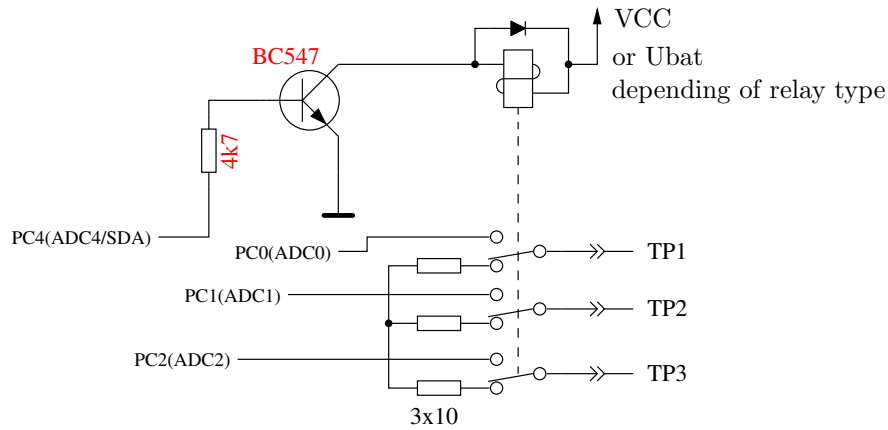 VCC
or Ubat
depending of relay type
BC547
4k7
PC4(ADC4/SDA)
PC0(ADC0)
TP1
PC1(ADC1)
TP2
PC2(ADC2)
TP3
3x10